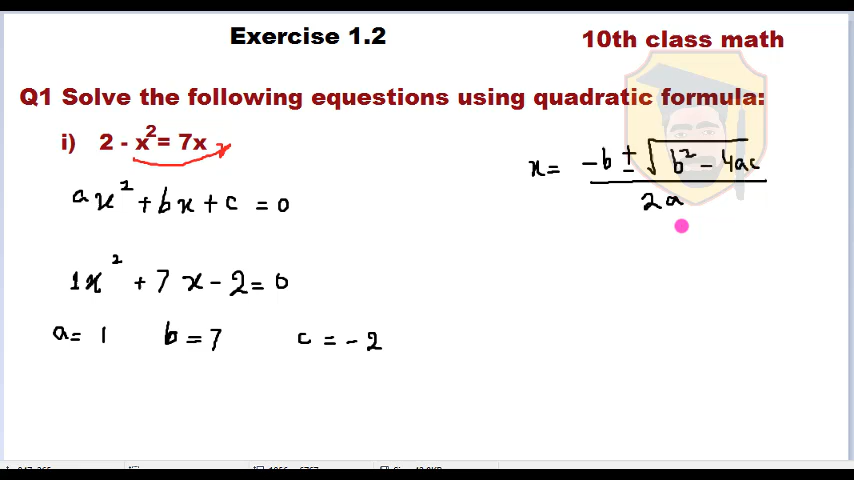 Exercise 1.2
10th class math
Q1 Solve the following equestions using quadratic formula:
i) 2 - x² = 7x
ax² + bx + c = 0
1x² + 7x - 2 = 0
a = 1 b = 7 c = -2
x = -b ± √b² - 4ac
2a